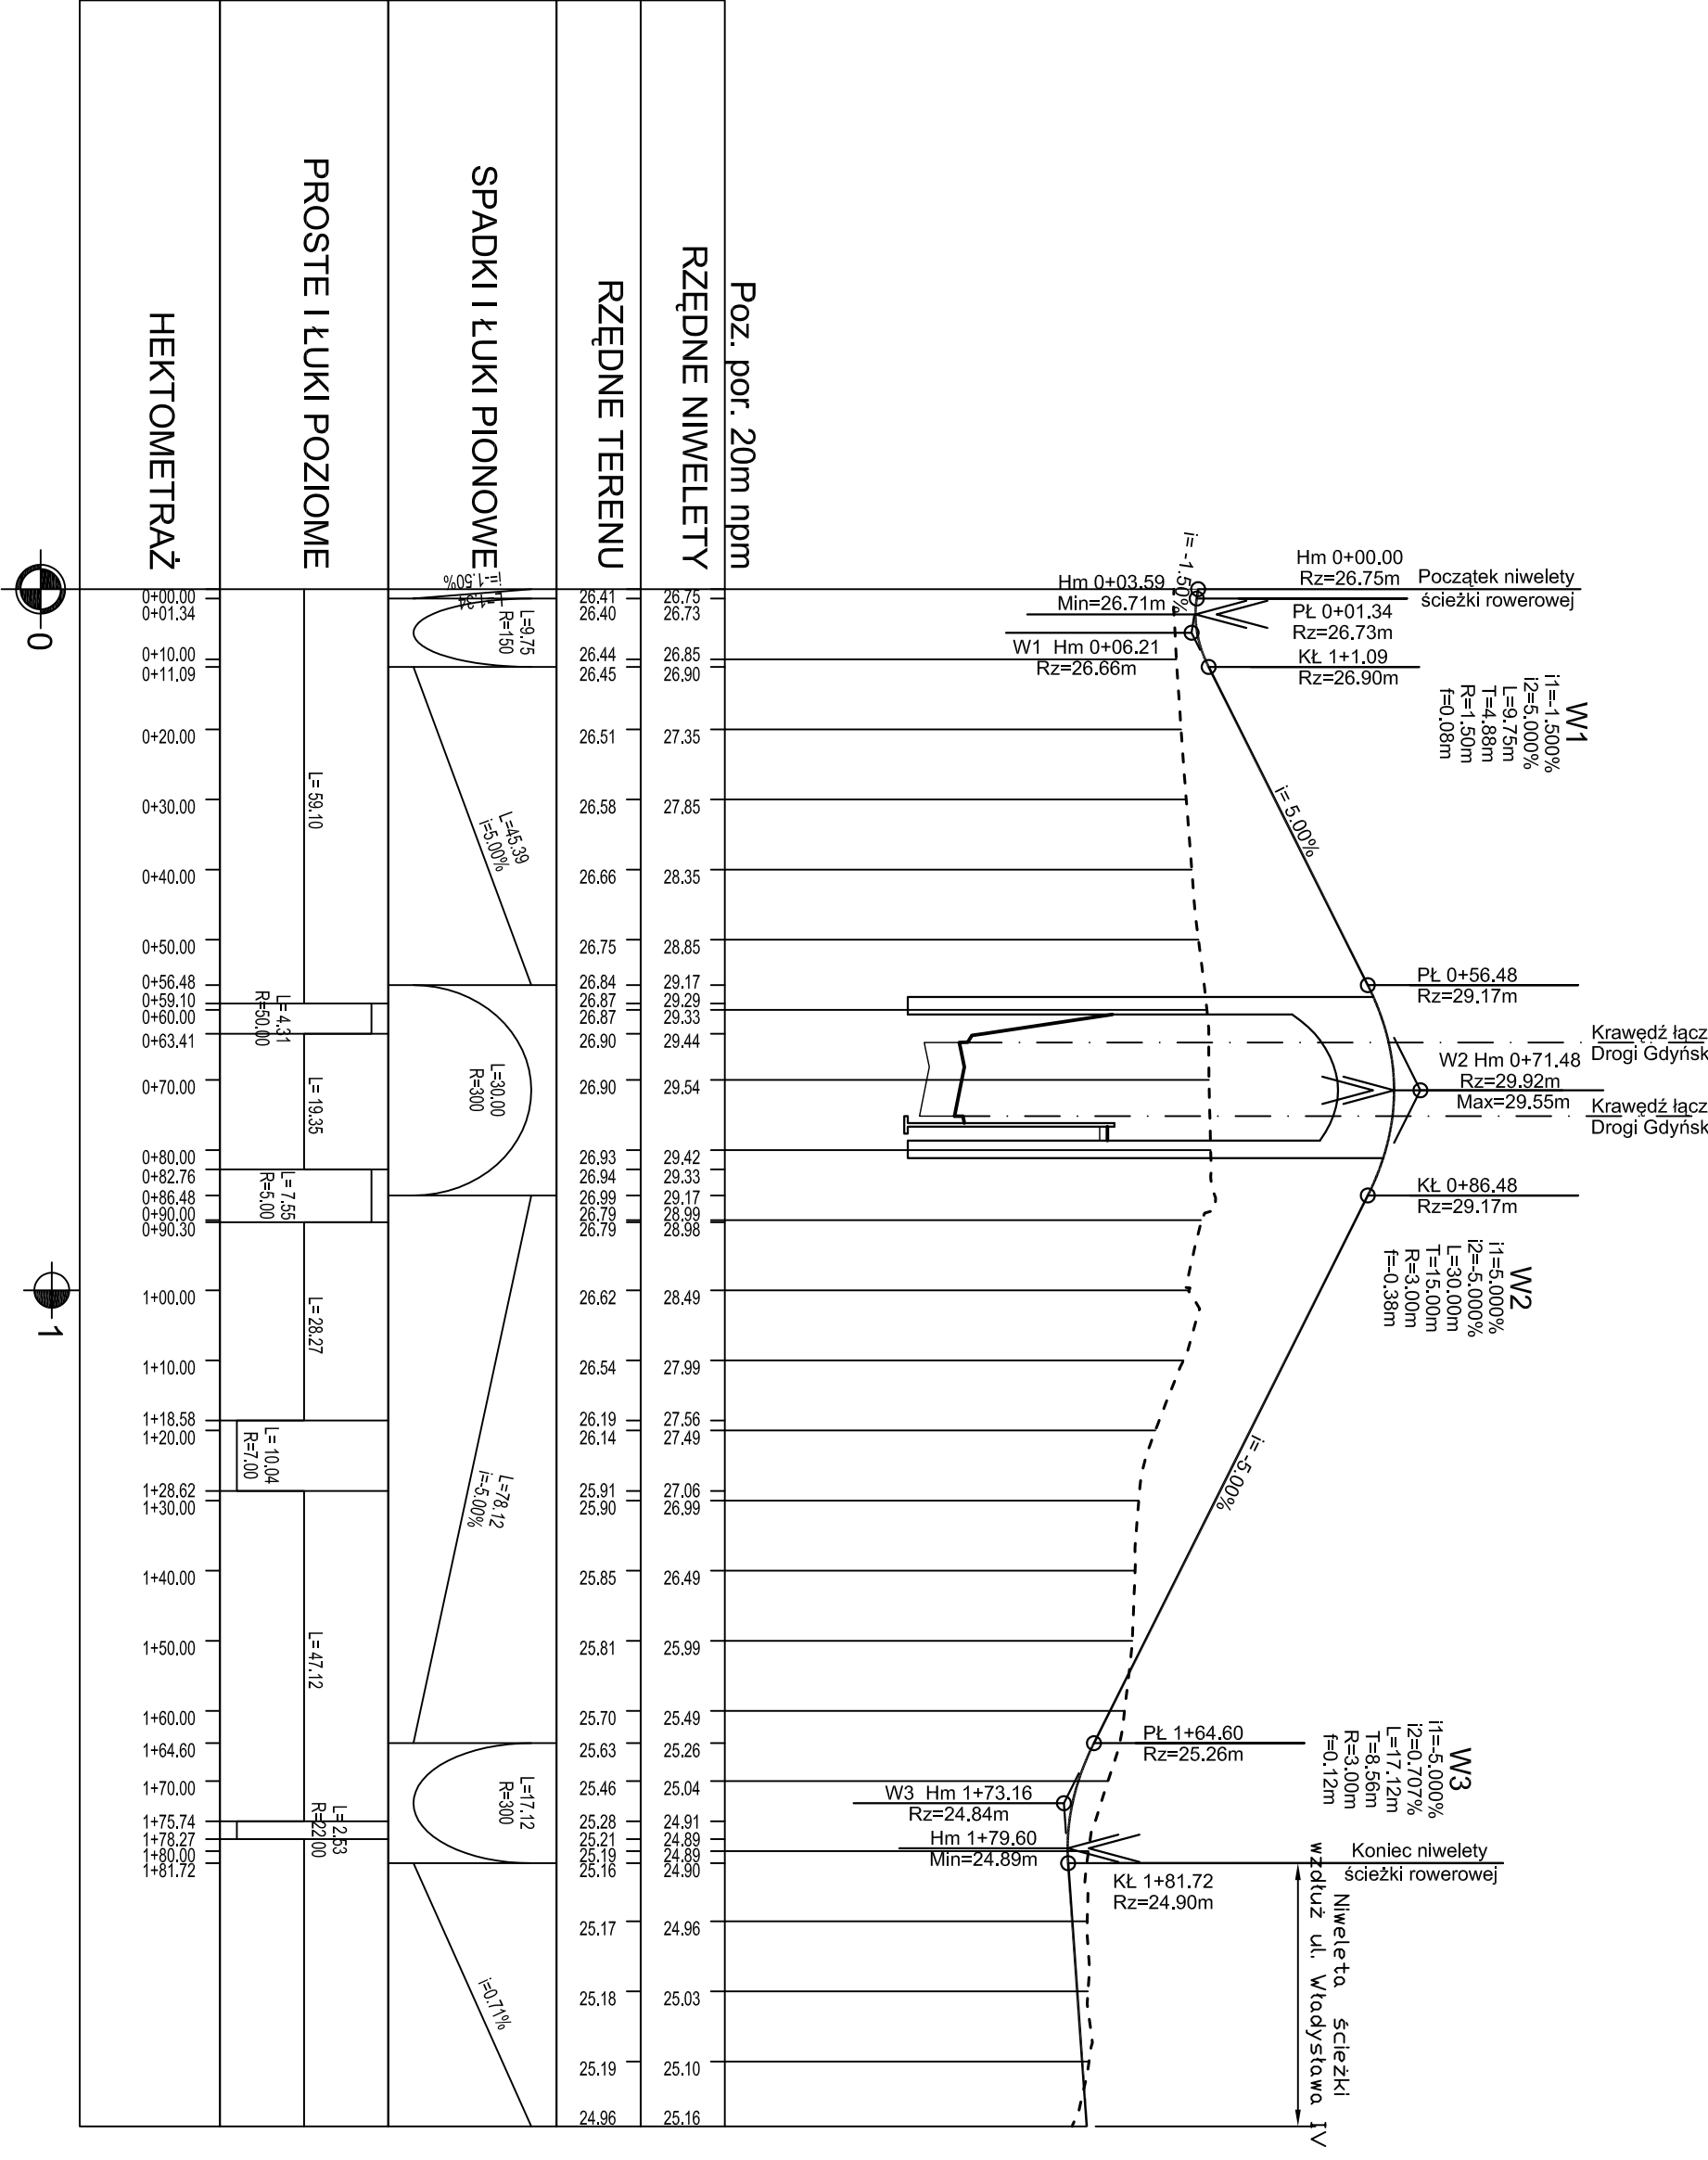 Hm 0+00.00
Rz=26.75m
Początek niwelety
ścieżki rowerowej
i= -1.50%
Hm 0+03.59
Min=26.71m
PŁ 0+01.34
Rz=26.73m
W1 Hm 0+06.21
Rz=26.66m
KŁ 1+1.09
Rz=26.90m
W1
i1=-1.500%
i2=5.000%
L=9.75m
T=4.88m
R=1.50m
f=0.08m
i= 5.00%
PŁ 0+56.48
Rz=29.17m
Krawędź łącz
Drogi Gdyńsk
W2 Hm 0+71.48
Rz=29.92m
Max=29.55m
Krawędź łącz
Drogi Gdyńsk
KŁ 0+86.48
Rz=29.17m
W2
i1=5.000%
i2=-5.000%
L=30.00m
T=15.00m
R=3.00m
f=-0.38m
i= -5.00%
PŁ 1+64.60
Rz=25.26m
W3
i1=-5.000%
i2=0.707%
L=17.12m
T=8.56m
R=3.00m
f=0.12m
W3 Hm 1+73.16
Rz=24.84m
Hm 1+79.60
Min=24.89m
Koniec niwelety
ścieżki rowerowej
KŁ 1+81.72
Rz=24.90m
Niweleta ścieżki
wzdłuż ul. Władysława IV
Poz. por. 20m npm
RZĘDNE NIWELETY
26.75
26.73
26.85
26.90
27.35
27.85
28.35
28.85
29.17
29.29
29.33
29.44
29.54
29.42
29.33
29.17
28.99
28.98
28.49
27.99
27.56
27.49
27.06
26.99
26.49
25.99
25.49
25.26
25.04
24.91
24.89
24.89
24.90
24.96
25.03
25.10
25.16
RZĘDNE TERENU
26.41
26.40
26.44
26.45
26.51
26.58
26.66
26.75
26.84
26.87
26.87
26.90
26.90
26.93
26.94
26.99
26.79
26.79
26.62
26.54
26.19
26.14
25.91
25.90
25.85
25.81
25.70
25.63
25.46
25.28
25.21
25.19
25.16
25.17
25.18
25.19
24.96
SPADKI I ŁUKI PIONOWE
L=1.34
i=-1.50%
L=9.75
R=150
L=45.39
i=5.00%
L=30.00
R=300
L=78.12
i=-5.00%
L=17.12
R=300
i=0.71%
PROSTE I ŁUKI POZIOME
L= 59.10
L= 4.31
R=50.00
L= 19.35
L= 7.55
R=5.00
L= 28.27
L= 10.04
R=7.00
L= 47.12
L= 2.53
R=22.00
HEKTOMETRAŻ
0+00.00
0+01.34
0+10.00
0+11.09
0+20.00
0+30.00
0+40.00
0+50.00
0+56.48
0+59.10
0+60.00
0+63.41
0+70.00
0+80.00
0+82.76
0+86.48
0+90.00
0+90.30
1+00.00
1+10.00
1+18.58
1+20.00
1+28.62
1+30.00
1+40.00
1+50.00
1+60.00
1+64.60
1+70.00
1+75.74
1+78.27
1+80.00
1+81.72
0
1